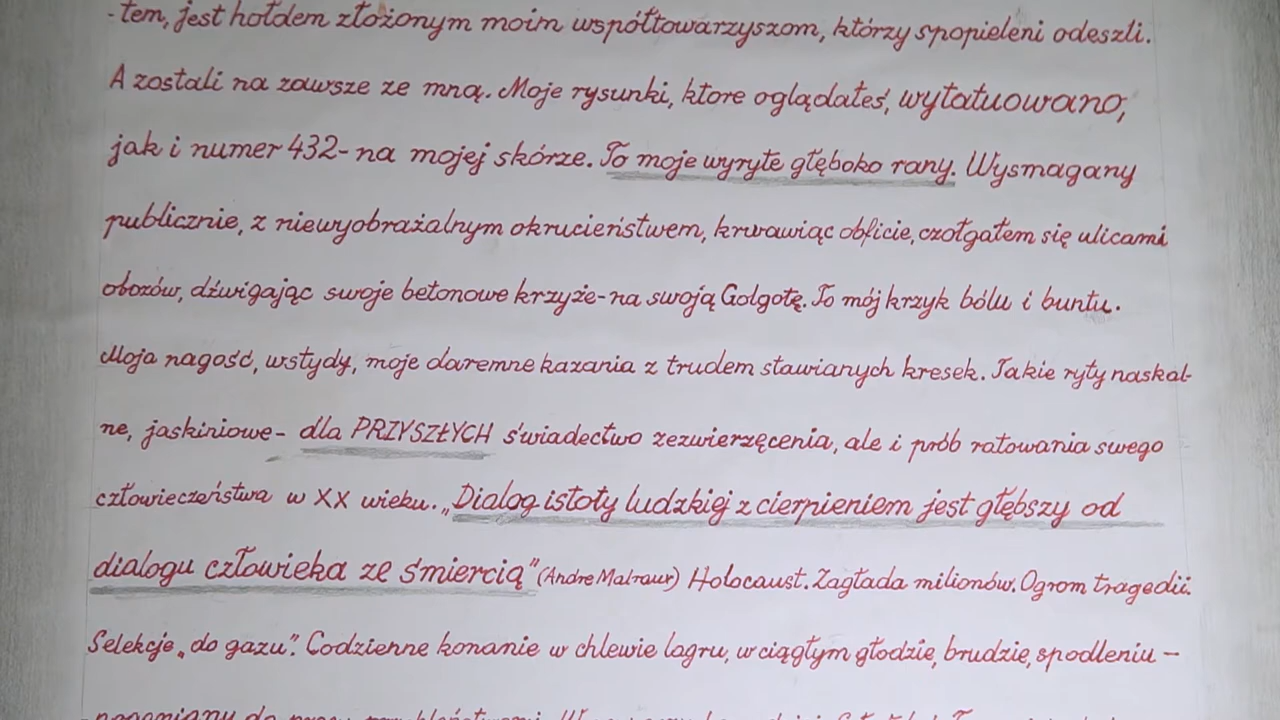 -tem, jest hołdem złożonym moim współtowarzyszom, którzy spopieleni odeszli.
A zostali na zawsze ze mną. Moje rysunki, ktore oglądałeś, wytatuowano,
jak i numer 432- na mojej skórze. To moje wyryte głęboko rany. Wysmagany
publicznie, z niewyobrażalnym okrucieństwem, krwawiąc obficie, czołgałem się ulicami
obozów, dźwigając swoje betonowe krzyże-na swoją Golgotę. To mój krzyk bólu i buntu.
Moja nagość, wstydy, moje daremne kazania z trudem stawianych kresek. Takie ryty naskal-
ne, jaskiniowe- dla PRZYSZŁYCH świadectwo zezwierzęcenia, ale i prób ratowania swego
człowieczeństwa w XX wieku. „Dialog istoty ludzkiej z cierpieniem jest głębszy od
dialogu człowieka ze śmiercią" (Andre Malraux) Holocaust. Zagłada milionów. Ogrom tragedii.
Selekcje „do gazu". Codzienne konanie w chlewie lagru, w ciągłym głodzie, brudzie, spodleniu -